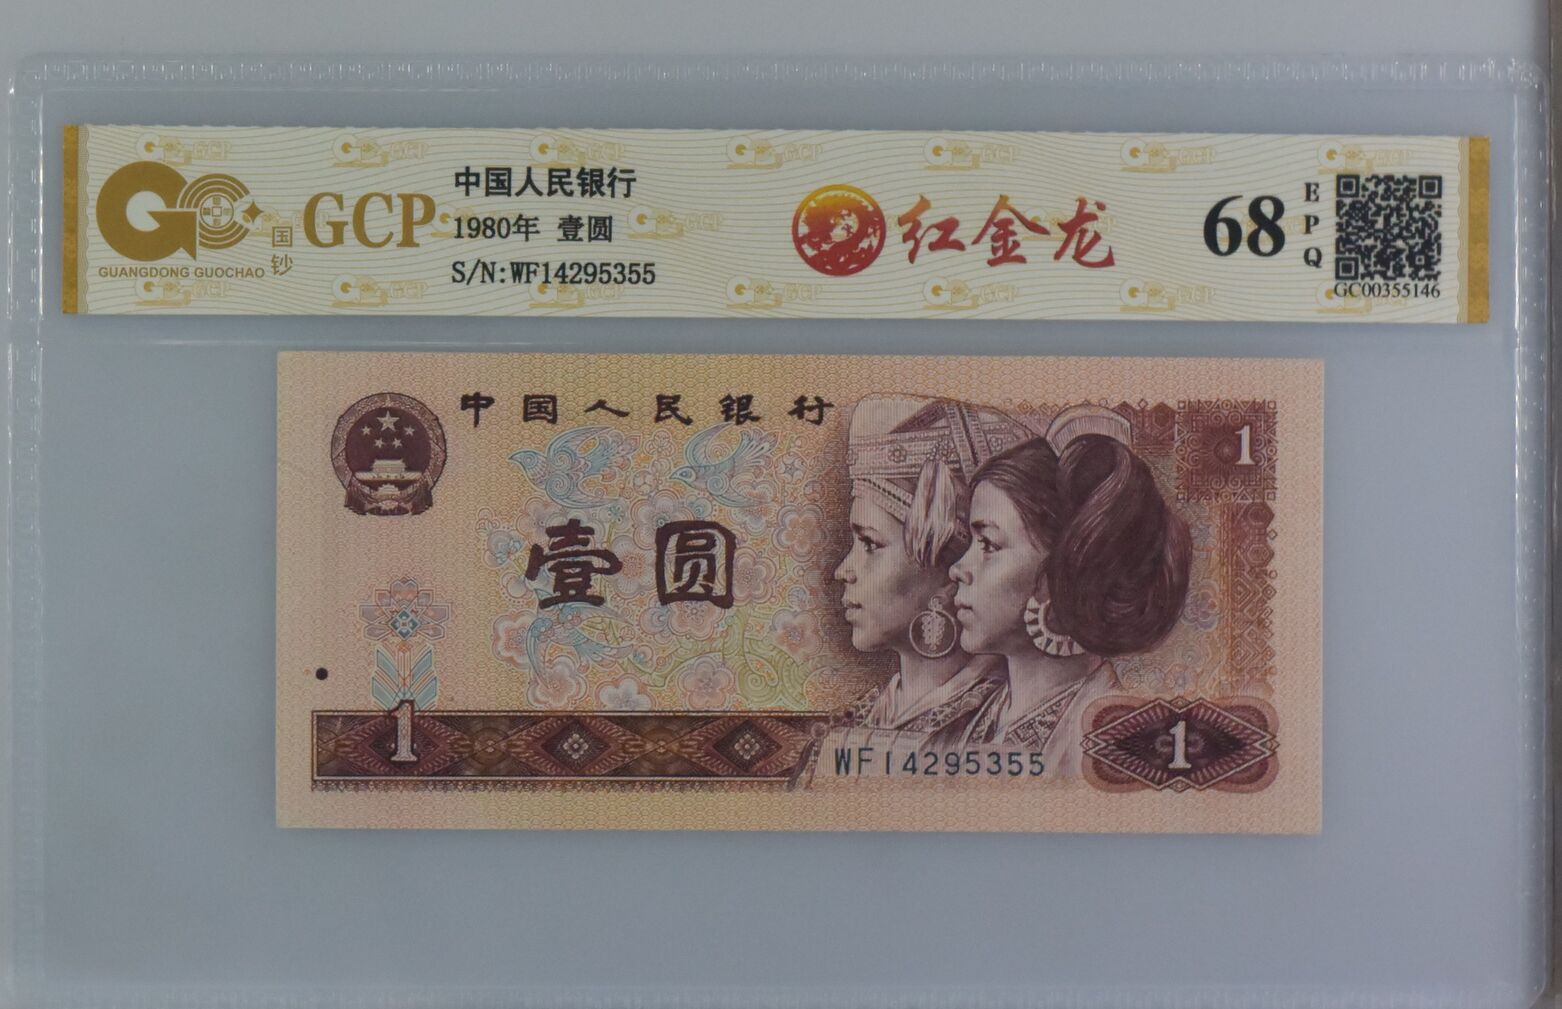 GCP
国钞
GUANGDONG GUOCHAO
中国人民银行
1980年 壹圆
S/N:WF14295355
红金龙
68
EPQ
GC00355146
中国人民银行
1
壹圆
1
WF14295355
1